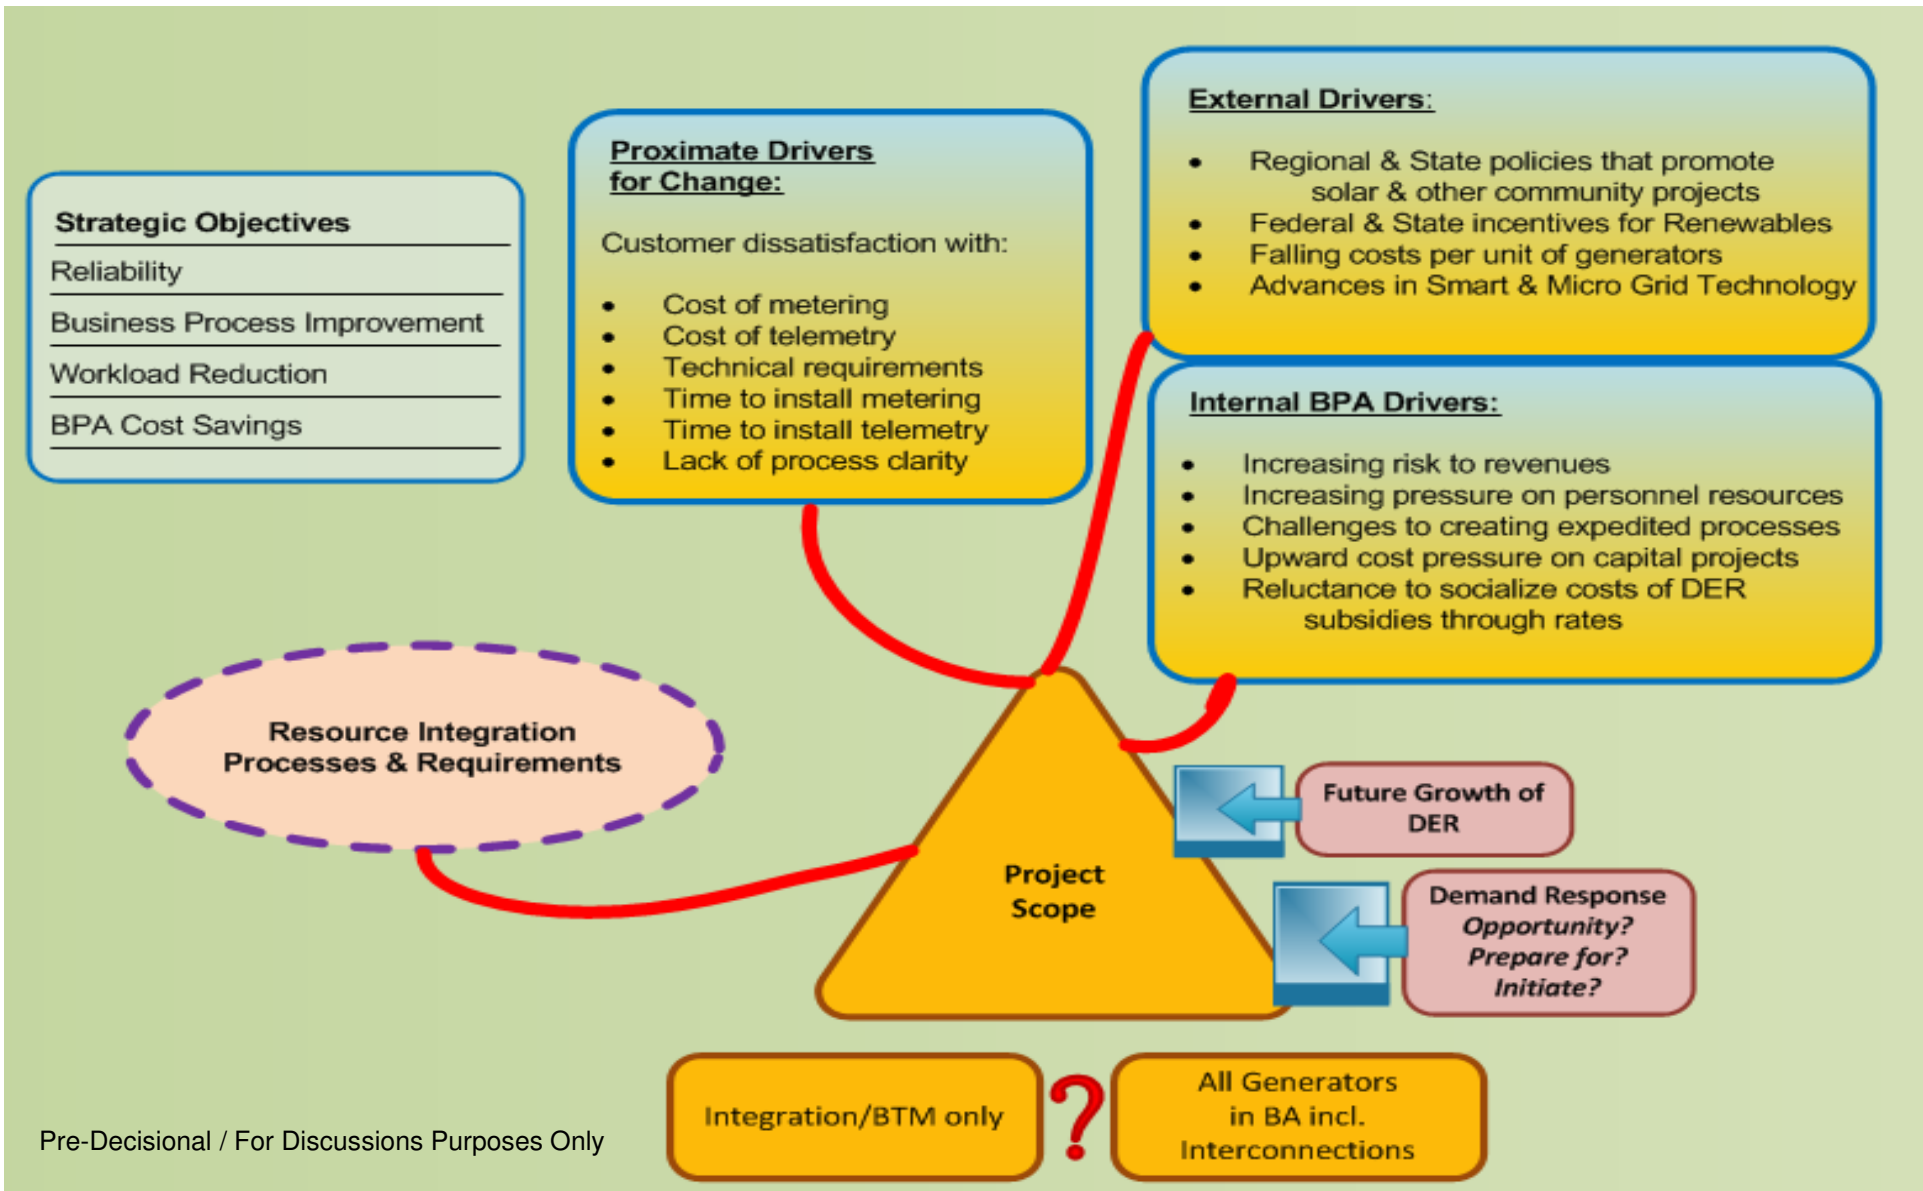 Strategic Objectives
Reliability
Business Process Improvement
Workload Reduction
BPA Cost Savings
Proximate Drivers
for Change:
Customer dissatisfaction with:
• Cost of metering
• Cost of telemetry
• Technical requirements
• Time to install metering
• Time to install telemetry
• Lack of process clarity
External Drivers:
• Regional & State policies that promote
solar & other community projects
• Federal & State incentives for Renewables
• Falling costs per unit of generators
• Advances in Smart & Micro Grid Technology
Internal BPA Drivers:
• Increasing risk to revenues
• Increasing pressure on personnel resources
• Challenges to creating expedited processes
• Upward cost pressure on capital projects
• Reluctance to socialize costs of DER
subsidies through rates
Resource Integration
Processes & Requirements
Project
Scope
Future Growth of
DER
Demand Response
Opportunity?
Prepare for?
Initiate?
Integration/BTM only
?
All Generators
in BA incl.
Interconnections
Pre-Decisional / For Discussions Purposes Only